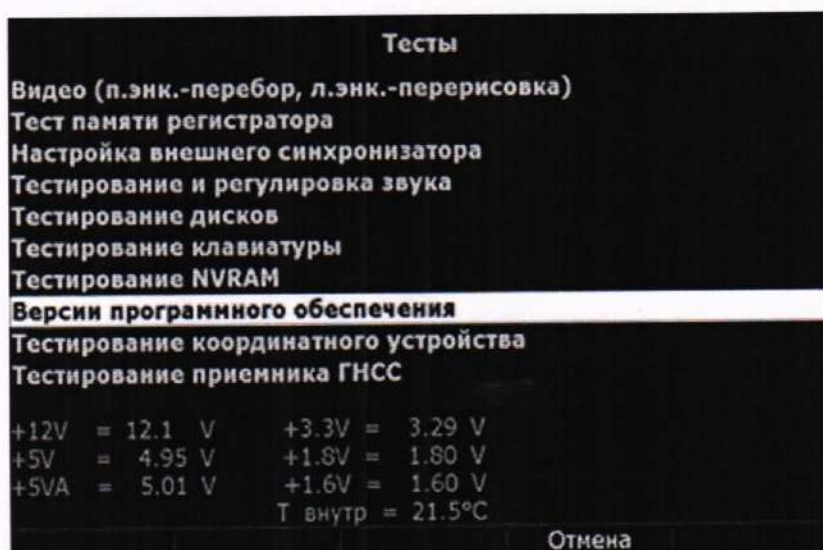 Тесты
Видео (п.энк.-перебор, л.энк.-перерисовка)
Тест памяти регистратора
Настройка внешнего синхронизатора
Тестирование и регулировка звука
Тестирование дисков
Тестирование клавиатуры
Тестирование NVRAM
Версии программного обеспечения
Тестирование координатного устройства
Тестирование приемника ГНСС
+12V = 12.1 V +3.3V = 3.29 V
+5V = 4.95 V +1.8V = 1.80 V
+5VA = 5.01 V +1.6V = 1.60 V
Т внутр = 21.5°C
Отмена